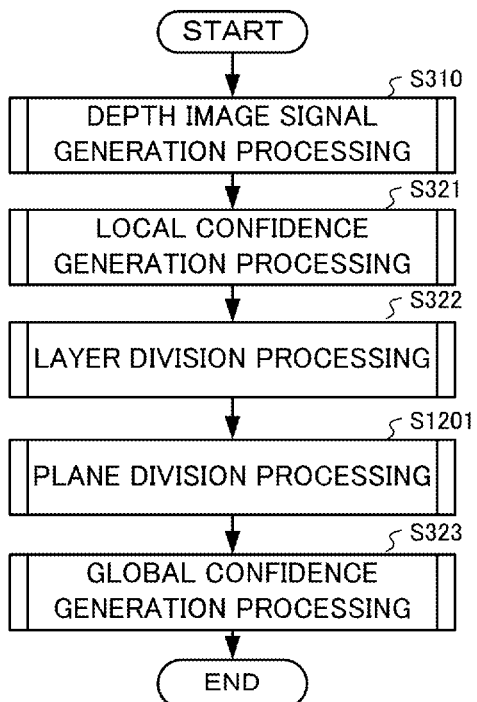 START
S310
DEPTH IMAGE SIGNAL
GENERATION PROCESSING
S321
LOCAL CONFIDENCE
GENERATION PROCESSING
S322
LAYER DIVISION PROCESSING
S1201
PLANE DIVISION PROCESSING
S323
GLOBAL CONFIDENCE
GENERATION PROCESSING
END